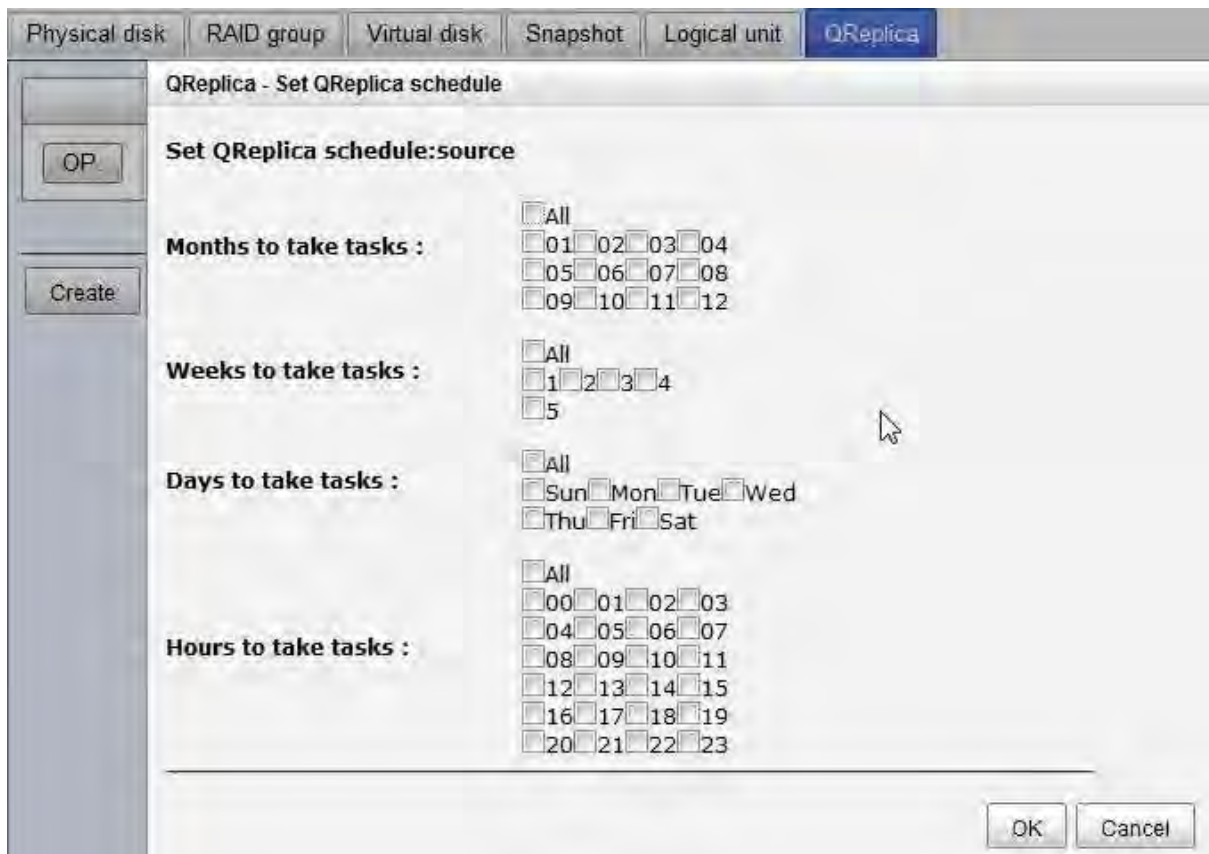 Physical disk RAID group Virtual disk Snapshot Logical unit QReplica
QReplica - Set QReplica schedule
OP.
Set QReplica schedule:source
Create
Months to take tasks :
All
01 02 03 04
05 06 07 08
09 10 11 12
Weeks to take tasks :
All
1 2 3 4
5
Days to take tasks :
All
Sun Mon Tue Wed
Thu Fri Sat
Hours to take tasks :
All
00 01 02 03
04 05 06 07
08 09 10 11
12 13 14 15
16 17 18 19
20 21 22 23
OK Cancel